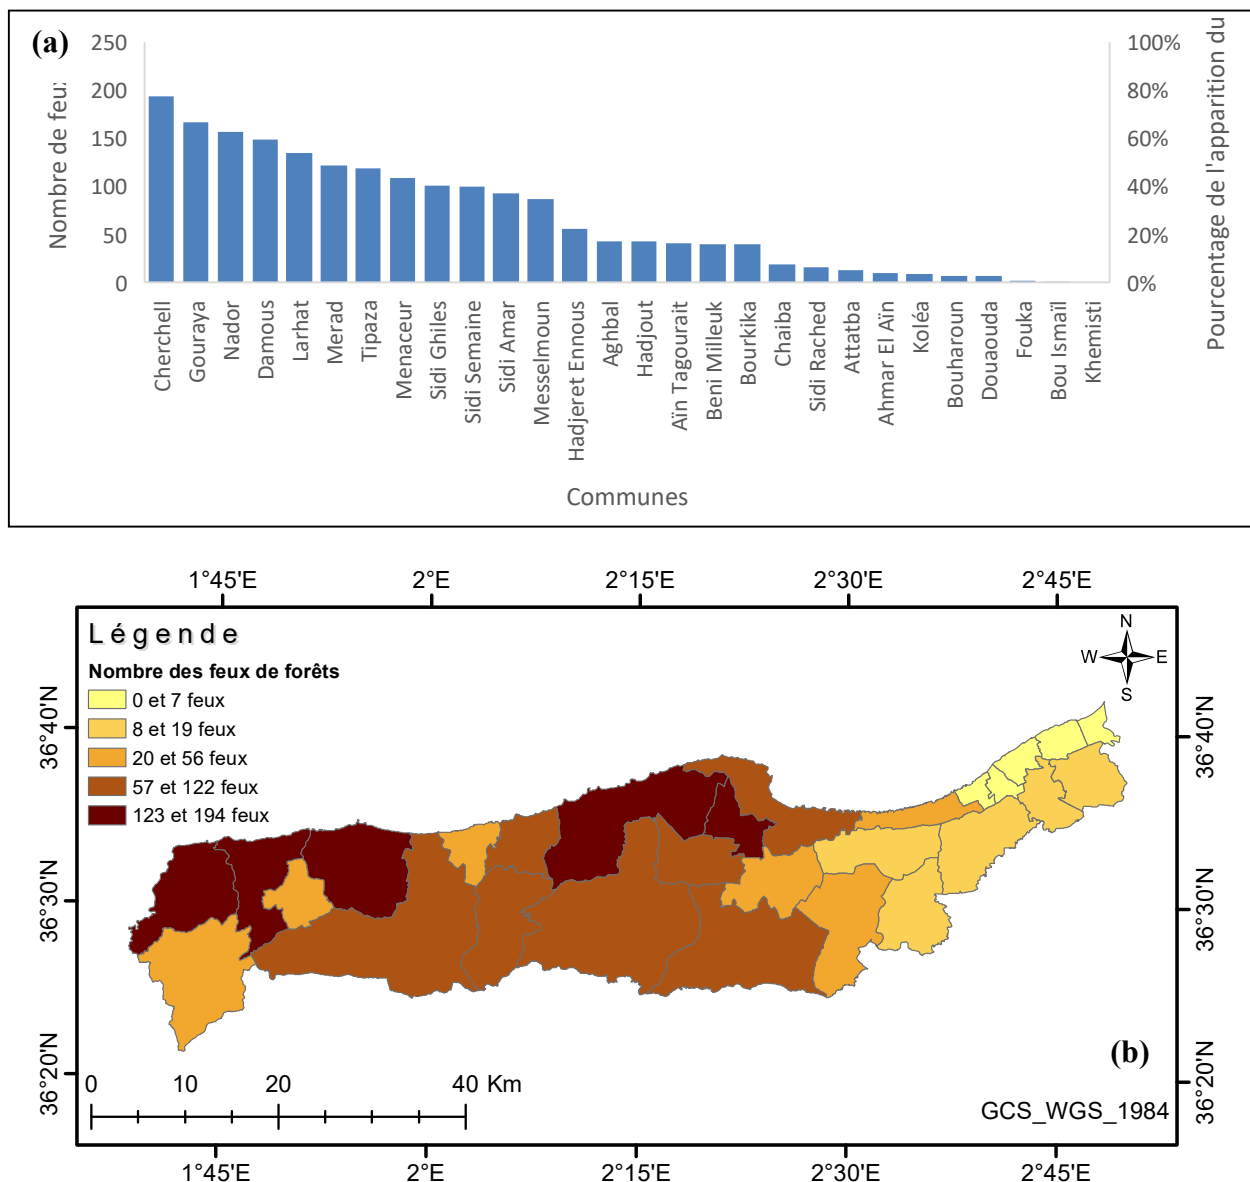 (a)
Nombre de feu
250
200
150
100
50
0
100%
80%
60%
40%
20%
0%
Pourcentage de l'apparition du
Cherchell
Gouraya
Nador
Damous
Larhat
Merad
Tipaza
Menaceur
Sidi Ghiles
Sidi Semaine
Sidi Amar
Messelmoun
Hadjeret Ennous
Aghbal
Hadjout
Aïn Tagourait
Beni Milleuk
Bourkika
Chaiba
Sidi Rached
Attatba
Ahmar El Aïn
Koléa
Bouharoun
Douaouda
Fouka
Bou Ismail
Khemisti
Communes
1°45'E 2°E 2°15'E 2°30'E 2°45'E
Légende
Nombre des feux de forêts
0 et 7 feux
8 et 19 feux
20 et 56 feux
57 et 122 feux
123 et 194 feux
N
W E
S
36°40'N
36°30'N
36°20'N
36°40'N
36°30'N
36°20'N
(b)
0 10 20 40 Km
GCS_WGS_1984
1°45'E 2°E 2°15'E 2°30'E 2°45'E